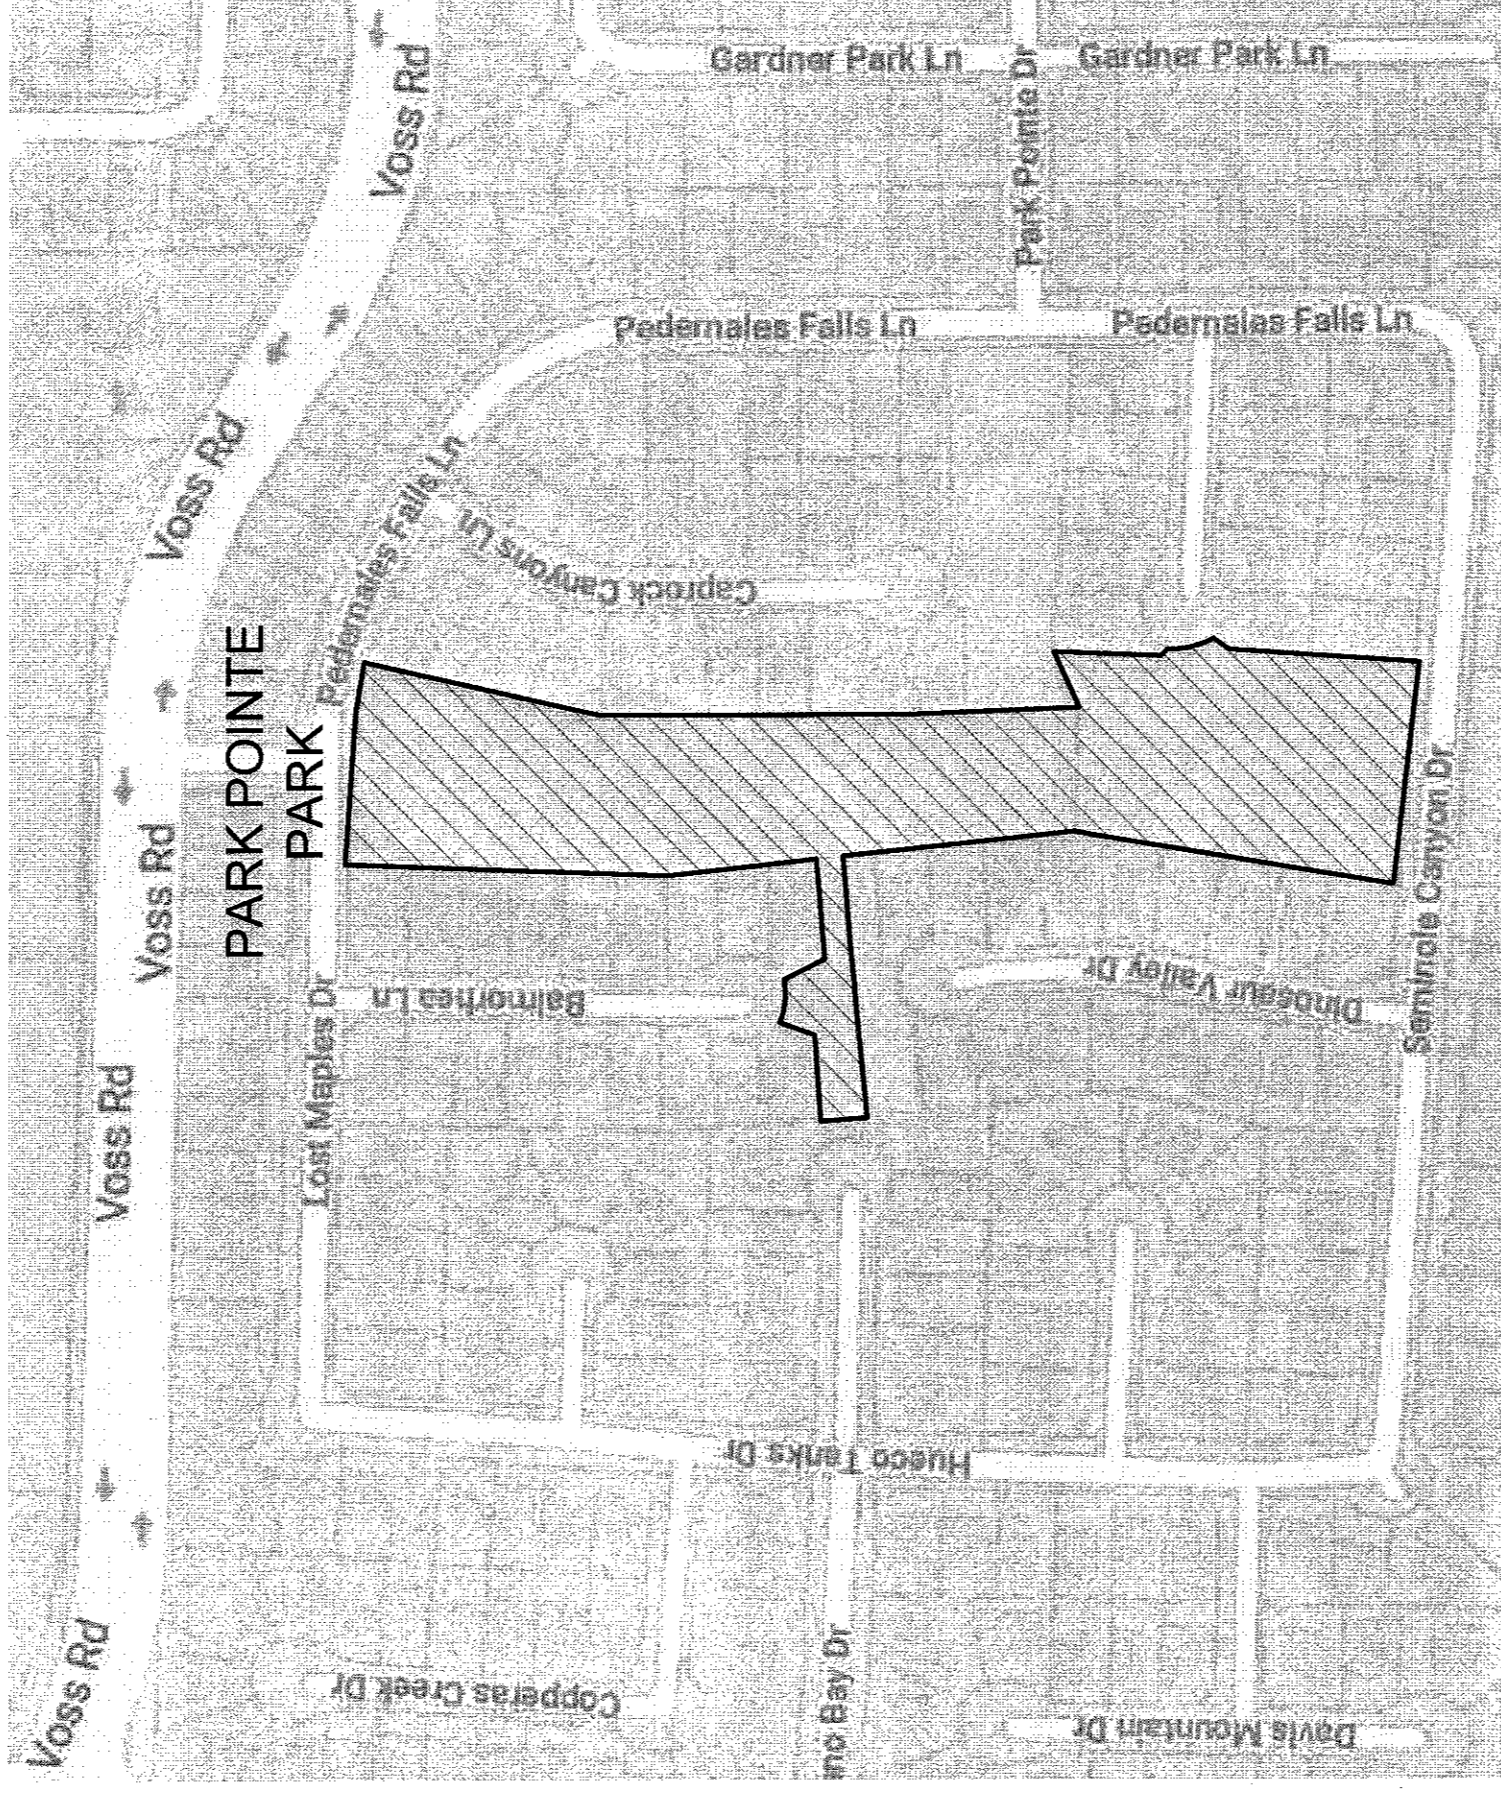 Voss Rd
Gardner Park Ln
Gardner Park Ln
Park Pointe Dr
Pedernales Falls Ln
Pedernales Falls Ln
Voss Rd
Pedernales Falls Ln
Caprock Canyons Ln
PARK POINTE
PARK
Voss Rd
Seminole Canyon Dr
Balmorhea Ln
Dinosaur Valley Dr
Lost Maples Dr
Voss Rd
Hueco Tanks Dr
Voss Rd
Copperas Creek Dr
Bay Dr
Davis Mountain Dr